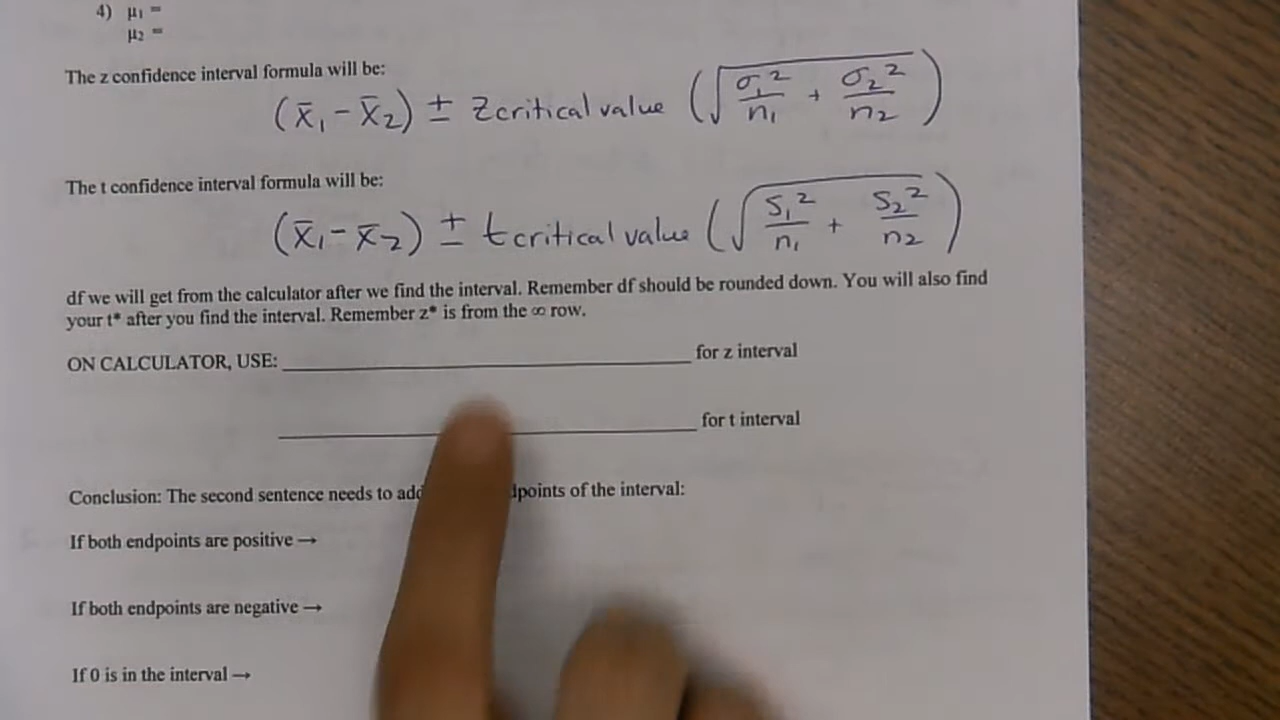 4) μ₁ =
μ₂ =
The z confidence interval formula will be:
(x̄₁ - x̄₂) ± z critical value (√(σ₁²/n₁ + σ₂²/n₂))
The t confidence interval formula will be:
(x̄₁ - x̄₂) ± t critical value (√(s₁²/n₁ + s₂²/n₂))
df we will get from the calculator after we find the interval. Remember df should be rounded down. You will also find
your t* after you find the interval. Remember z* is from the ∞ row.
ON CALCULATOR, USE: ______________________ for z interval
______________________ for t interval
Conclusion: The second sentence needs to of the interval:
If both endpoints are positive →
If both endpoints are negative →
If 0 is in the interval →